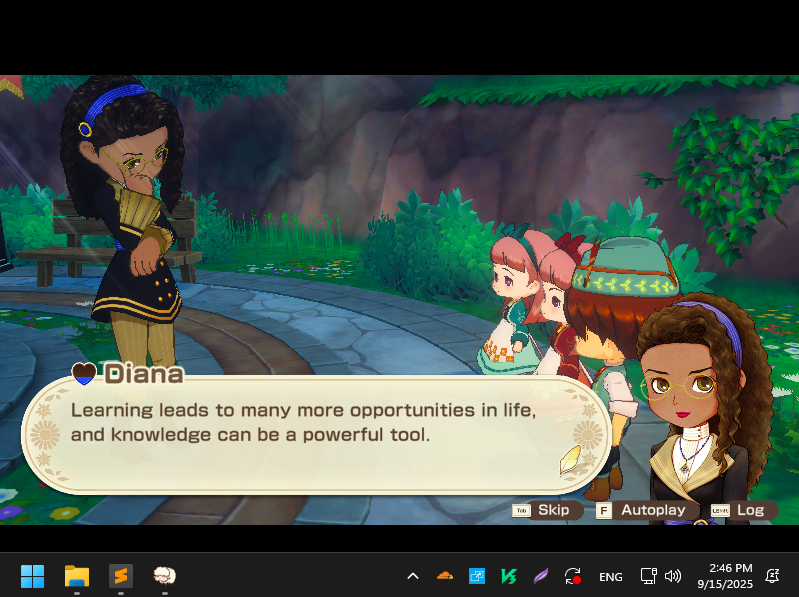 Diana
Learning leads to many more opportunities in life,
and knowledge can be a powerful tool.
Tab Skip
F Autoplay
LShift Log
ENG
2:46 PM
9/15/2025